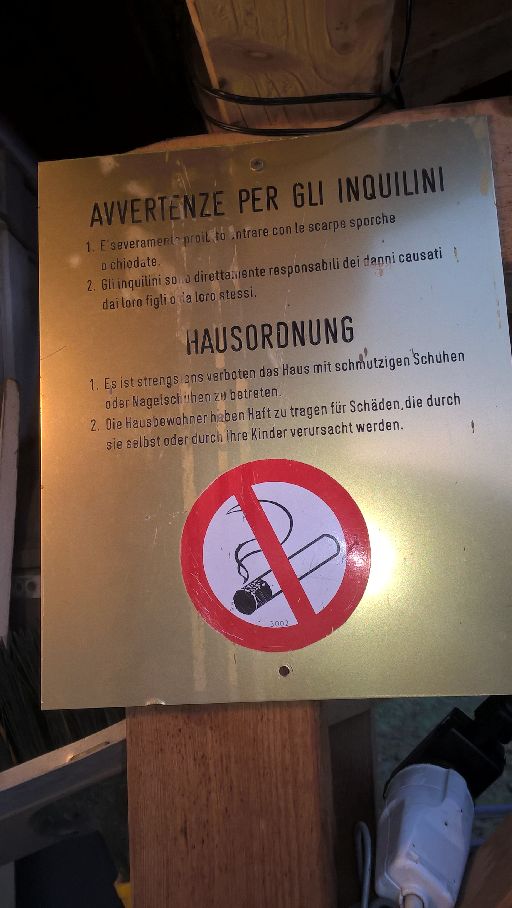 AVVERTENZE PER GLI INQUILINI
1. E' severamente proibito entrare con le scarpe sporche
o chiodate.
2. Gli inquilini sono direttamente responsabili dei danni causati
dai loro figli o da loro stessi.
HAUSORDNUNG
1. Es ist strengstens verboten das Haus mit schmutzigen Schuhen
oder Nagelschuhen zu betreten.
2. Die Hausbewohner haben Haft zu tragen für Schäden, die durch
sie selbst oder durch ihre Kinder verursacht werden.
5002